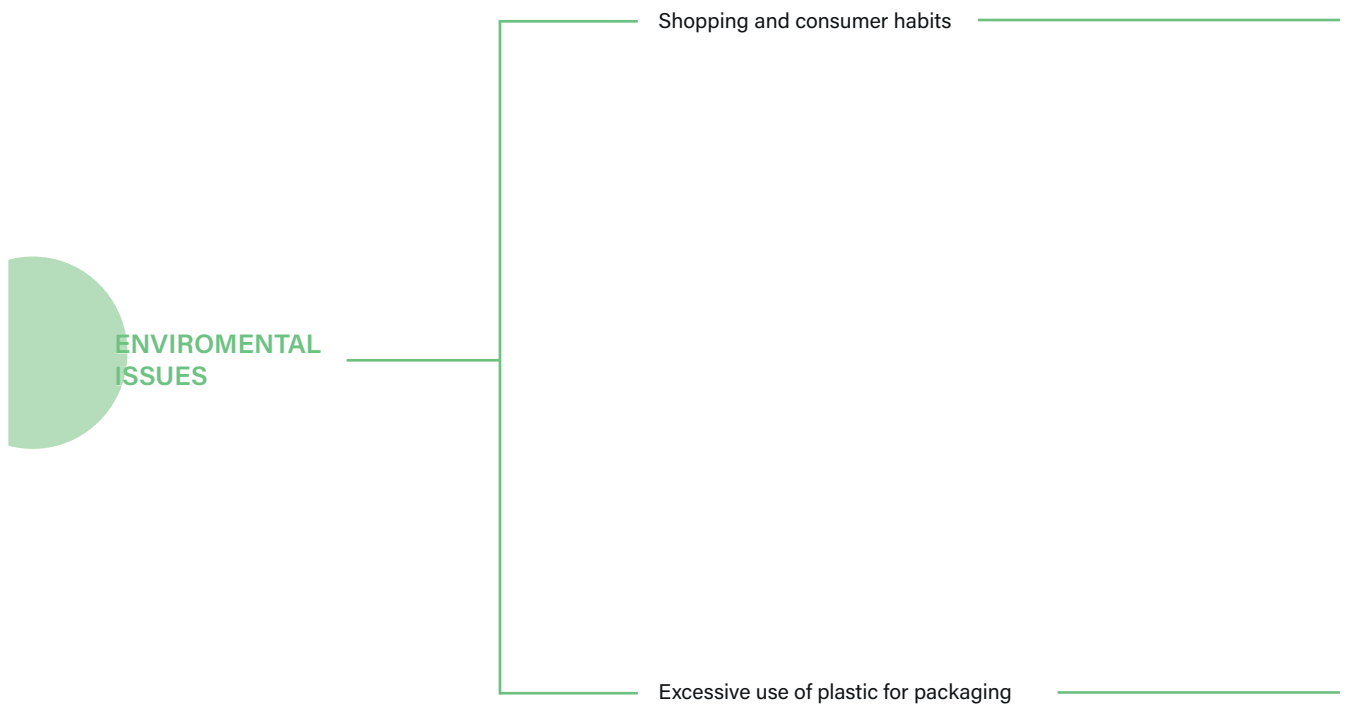 Shopping and consumer habits
ENVIROMENTAL
ISSUES
Excessive use of plastic for packaging